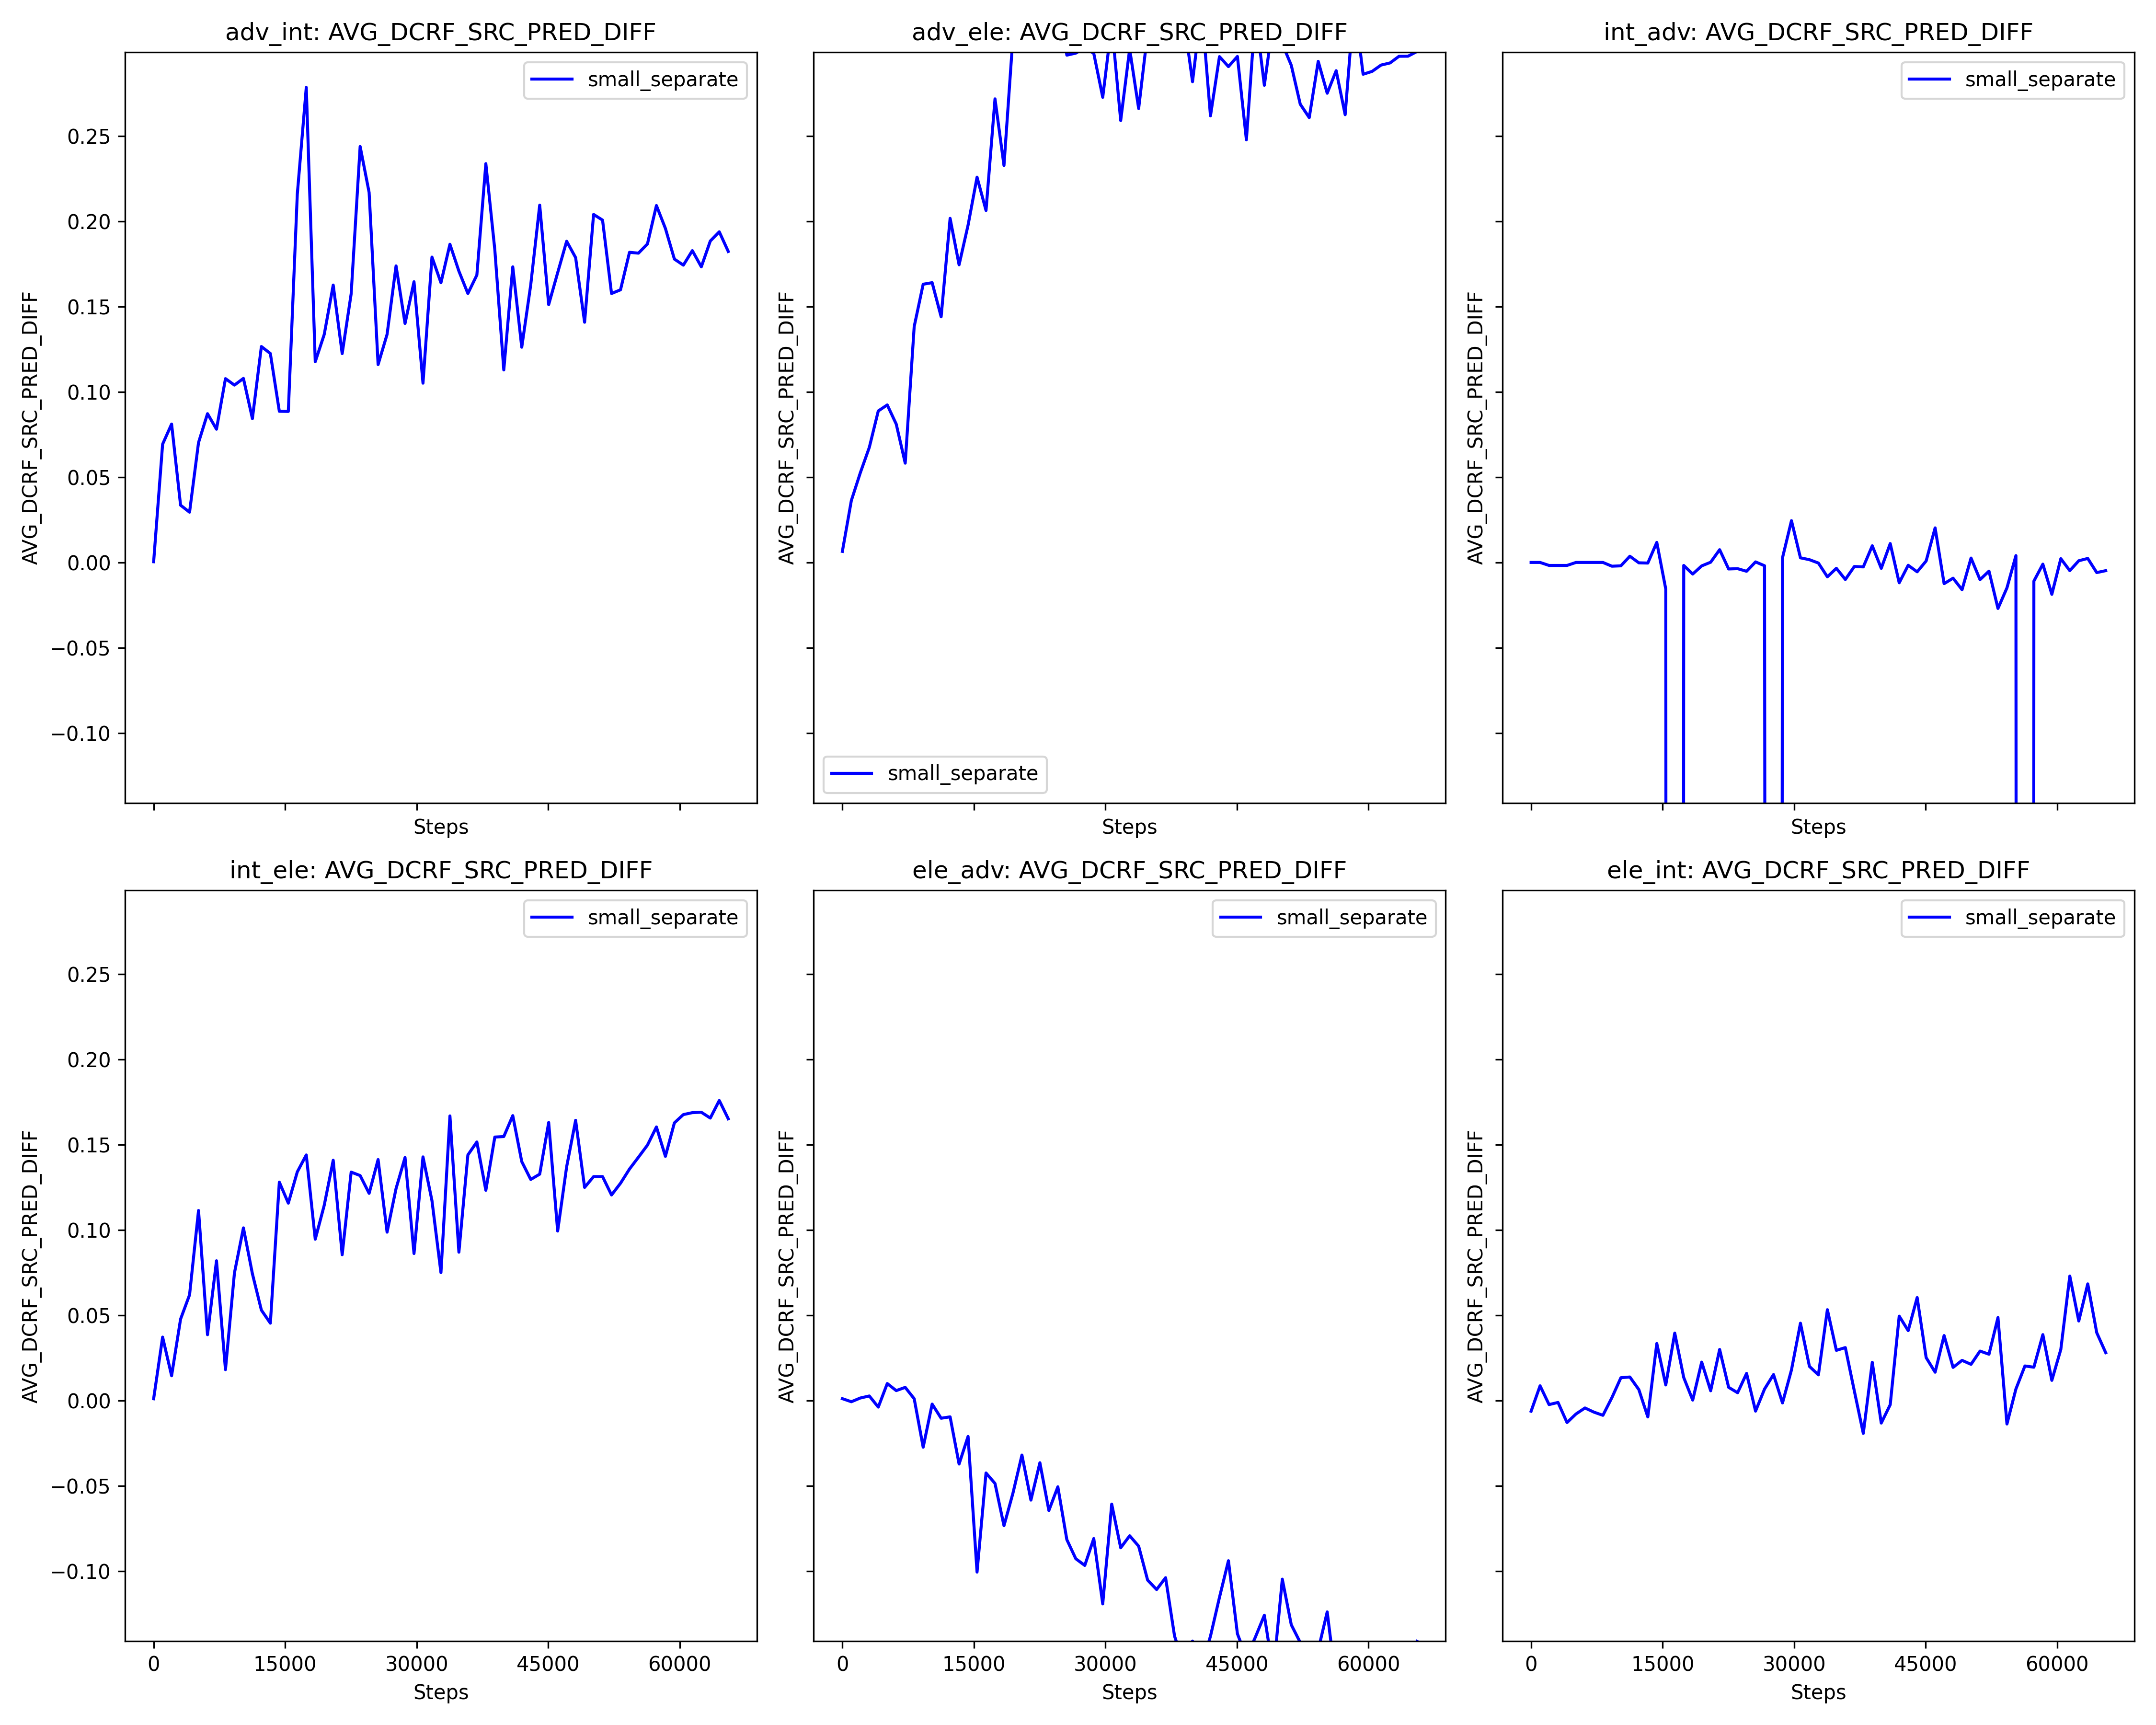 adv_int: AVG_DCRF_SRC_PRED_DIFF
adv_ele: AVG_DCRF_SRC_PRED_DIFF
int_adv: AVG_DCRF_SRC_PRED_DIFF
small_separate
small_separate
small_separate
AVG_DCRF_SRC_PRED_DIFF
AVG_DCRF_SRC_PRED_DIFF
AVG_DCRF_SRC_PRED_DIFF
0.25
0.20
0.15
0.10
0.05
0.00
−0.05
−0.10
Steps
Steps
Steps
int_ele: AVG_DCRF_SRC_PRED_DIFF
ele_adv: AVG_DCRF_SRC_PRED_DIFF
ele_int: AVG_DCRF_SRC_PRED_DIFF
small_separate
small_separate
small_separate
AVG_DCRF_SRC_PRED_DIFF
AVG_DCRF_SRC_PRED_DIFF
AVG_DCRF_SRC_PRED_DIFF
0.25
0.20
0.15
0.10
0.05
0.00
−0.05
−0.10
0 15000 30000 45000 60000
0 15000 30000 45000 60000
0 15000 30000 45000 60000
Steps
Steps
Steps